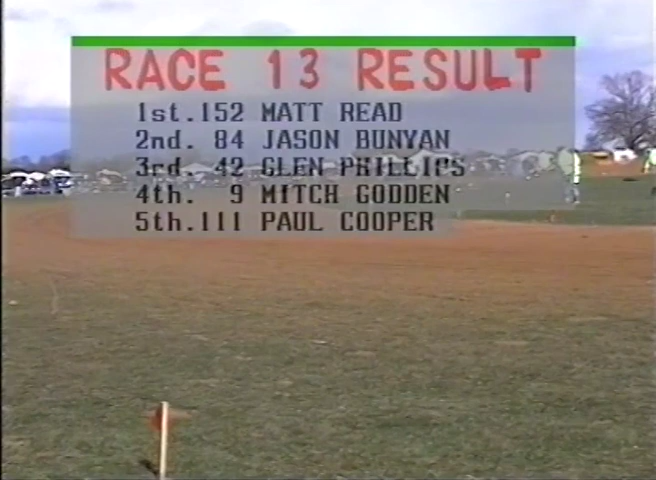 RACE 13 RESULT
1st.152 MATT READ
2nd. 84 JASON BUNYAN
3rd. 42 GLEN PHILLIPS
4th. 9 MITCH GODDEN
5th.111 PAUL COOPER